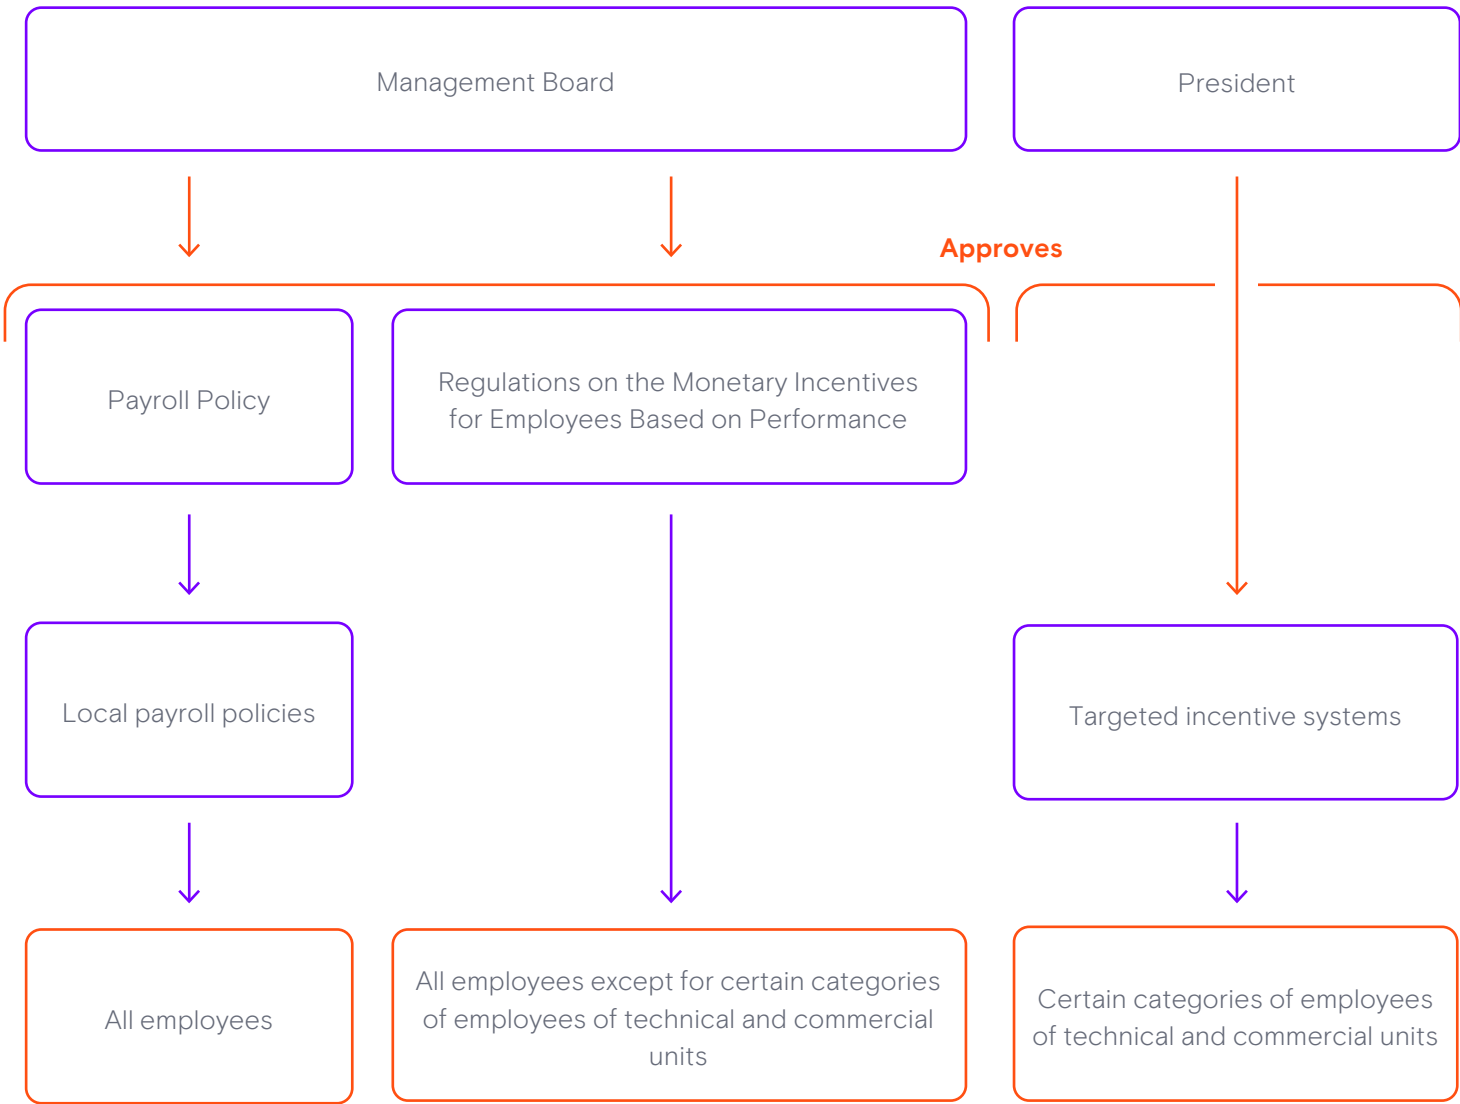 Management Board
President
Approves
Payroll Policy
Regulations on the Monetary Incentives
for Employees Based on Performance
Local payroll policies
Targeted incentive systems
All employees
All employees except for certain categories
of employees of technical and commercial
units
Certain categories of employees
of technical and commercial units